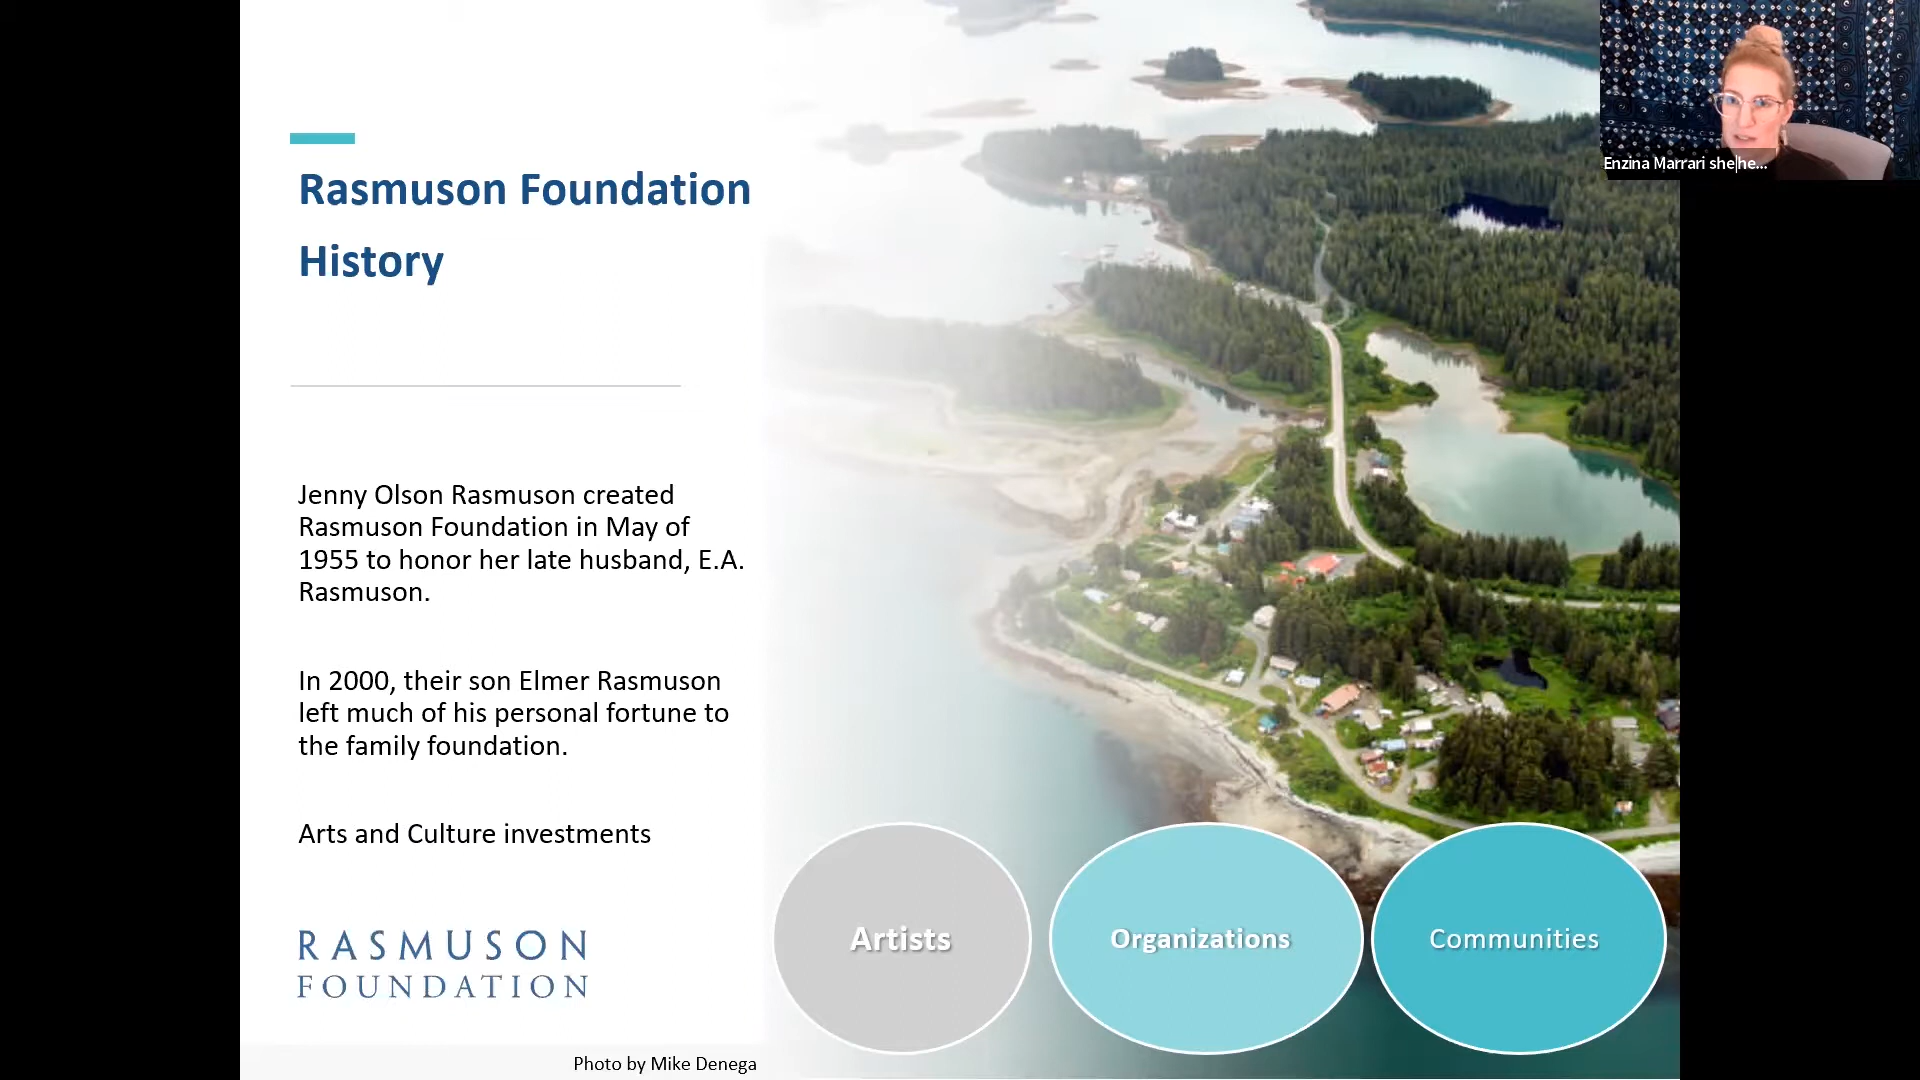 Rasmuson Foundation
History
Jenny Olson Rasmuson created
Rasmuson Foundation in May of
1955 to honor her late husband, E.A.
Rasmuson.
In 2000, their son Elmer Rasmuson
left much of his personal fortune to
the family foundation.
Arts and Culture investments
RASMUSON
FOUNDATION
Photo by Mike Denega
Artists
Organizations
Communities
Enzina Marrari she|he...